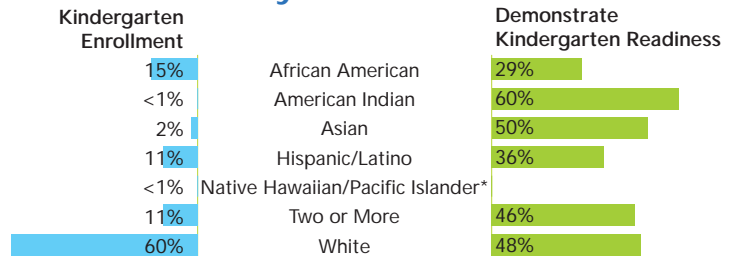 Kindergarten
Enrollment
Demonstrate
Kindergarten Readiness
15% African American 29%
<1% American Indian 60%
2% Asian 50%
11% Hispanic/Latino 36%
<1% Native Hawaiian/Pacific Islander*
11% Two or More 46%
60% White 48%